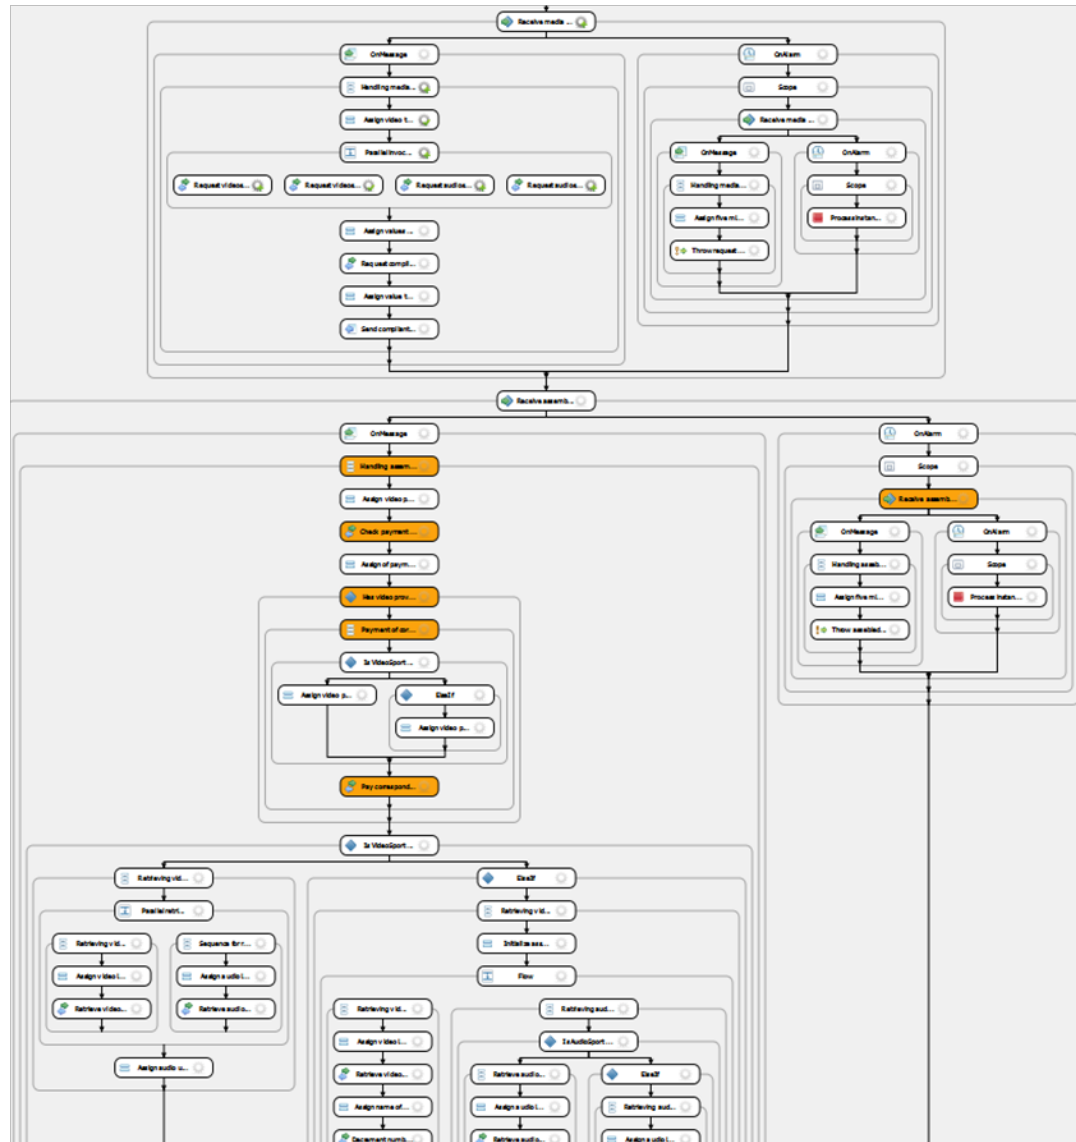 Receive media ...
OnMessage
OnAlarm
Handling media...
Scope
Assign video t...
Receive media ...
Parallel Invoc...
OnMessage
OnAlarm
Request videos...
Request videos...
Request audios...
Request audios...
Handling media...
Scope
Assign values ...
Assign five mi...
Process Instan...
Request compil...
Throw request ...
Assign value t...
Send compliant...
Receive assemb...
OnMessage
OnAlarm
Handling assem...
Scope
Assign video p...
Receive assemb...
Check payment ...
OnMessage
OnAlarm
Assign of paym...
Handling assib...
Scope
Has video prov...
Assign five mi...
Process Instan...
Payment of cor...
Throw assebled...
Is VideoSport ...
Assign video p...
ElseIf
Assign video p...
Pay correspond...
Is VideoSport ...
Retrieving vid...
ElseIf
Parallel retri...
Retrieving vid...
Retrieving vid...
Sequence for r...
Initialize ass...
Assign video l...
Assign audio l...
Flow
Retrieve video...
Retrieve audio...
Retrieving vid...
Retrieving aud...
Assign video l...
Is AudioSport ...
Assign audio u...
Retrieve video...
Retrieve audio...
ElseIf
Assign name of...
Assign audio l...
Retrieving aud...
Decrement numb...
Retrieve audio...
Assign audio l...